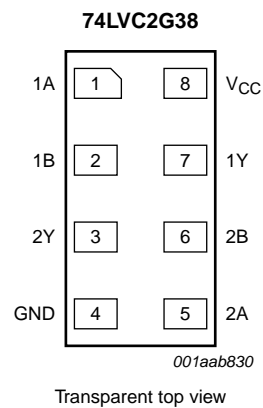 74LVC2G38
1A 1 8 VCC
1B 2 7 1Y
2Y 3 6 2B
GND 4 5 2A
001aab830
Transparent top view